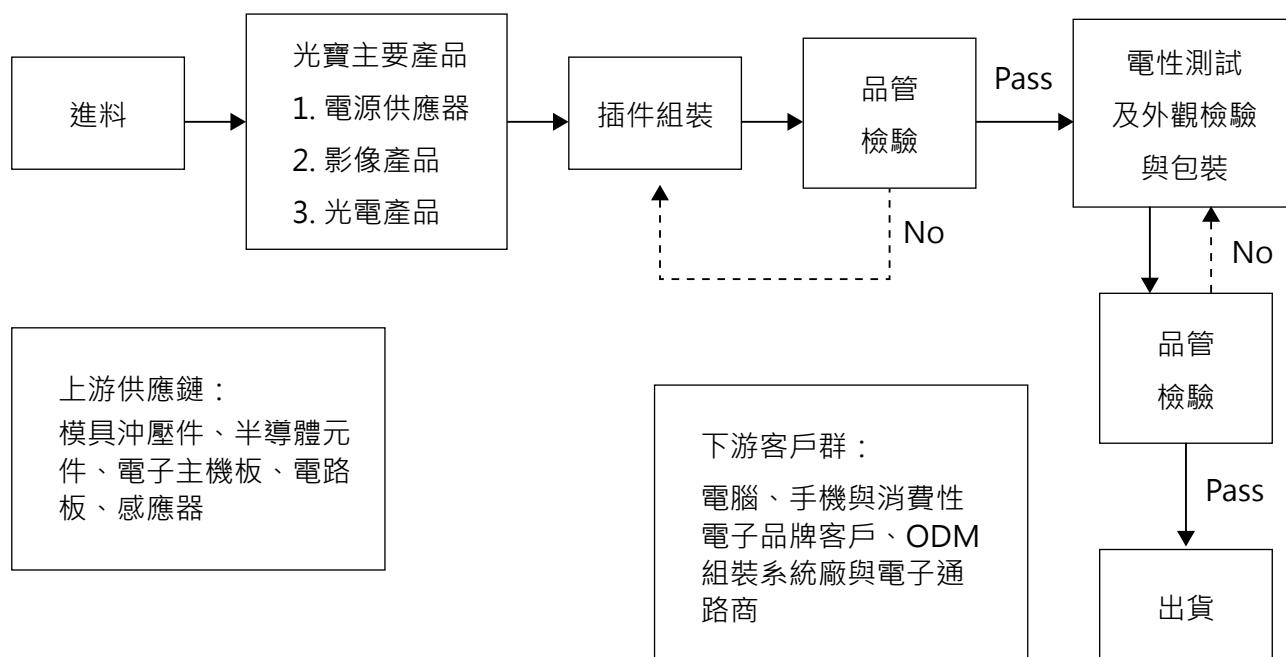 進料
光寶主要產品
1. 電源供應器
2. 影像產品
3. 光電產品
插件組裝
品管
檢驗
Pass
No
電性測試
及外觀檢驗
與包裝
No
品管
檢驗
Pass
出貨
上游供應鏈：
模具沖壓件、半導體元
件、電子主機板、電路
板、感應器
下游客戶群：
電腦、手機與消費性
電子品牌客戶、ODM
組裝系統廠與電子通
路商